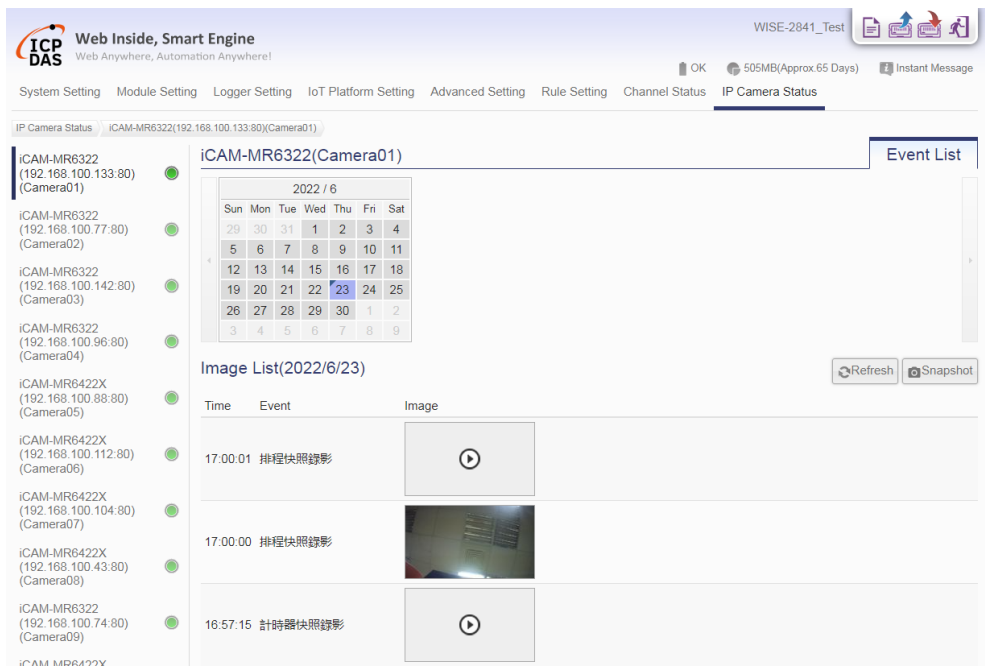 ICP DAS
Web Inside, Smart Engine
Web Anywhere, Automation Anywhere!
WISE-2841_Test
OK 505MB(Approx.65 Days) Instant Message
System Setting Module Setting Logger Setting IoT Platform Setting Advanced Setting Rule Setting Channel Status IP Camera Status
IP Camera Status iCAM-MR6322(192.168.100.133:80)(Camera01)
iCAM-MR6322
(192.168.100.133:80)
(Camera01)
iCAM-MR6322
(192.168.100.77:80)
(Camera02)
iCAM-MR6322
(192.168.100.142:80)
(Camera03)
iCAM-MR6322
(192.168.100.96:80)
(Camera04)
iCAM-MR6422X
(192.168.100.88:80)
(Camera05)
iCAM-MR6422X
(192.168.100.112:80)
(Camera06)
iCAM-MR6422X
(192.168.100.104:80)
(Camera07)
iCAM-MR6422X
(192.168.100.43:80)
(Camera08)
iCAM-MR6322
(192.168.100.74:80)
(Camera09)
iCAM-MR6422X
iCAM-MR6322(Camera01) Event List
2022 / 6
Sun Mon Tue Wed Thu Fri Sat
29 30 31 1 2 3 4
5 6 7 8 9 10 11
12 13 14 15 16 17 18
19 20 21 22 23 24 25
26 27 28 29 30 1 2
3 4 5 6 7 8 9
Image List(2022/6/23) Refresh Snapshot
Time Event Image
17:00:01 排程快照錄影
17:00:00 排程快照錄影
16:57:15 計時器快照錄影